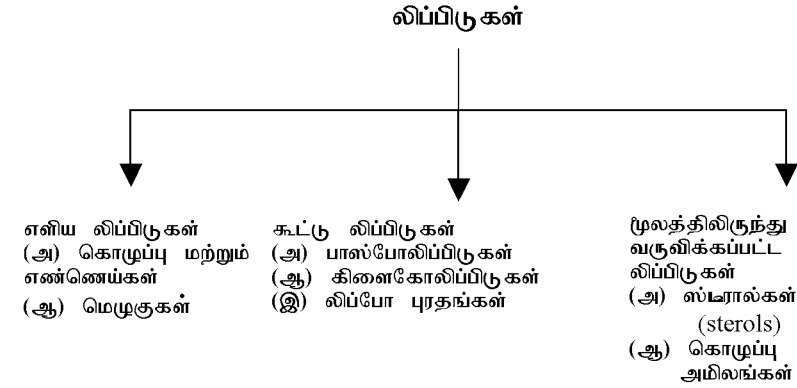 லிப்பிடுகள்
எளிய லிப்பிடுகள்
(அ) கொழுப்பு மற்றும்
எண்ணெய்கள்
(ஆ) மெழுகுகள்
கூட்டு லிப்பிடுகள்
(அ) பாஸ்போலிப்பிடுகள்
(ஆ) கிளைகோலிப்பிடுகள்
(இ) லிப்போ புரதங்கள்
மூலத்திலிருந்து
வருவிக்கப்பட்ட
லிப்பிடுகள்
(அ) ஸ்டீரால்கள்
(sterols)
(ஆ) கொழுப்பு
அமிலங்கள்